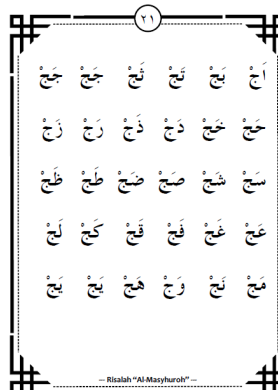 ٢١
اَجْ بَجْ تَجْ ثَجْ جَجْ جَجْ
حَجْ خَجْ دَجْ ذَجْ رَجْ زَجْ
سَجْ شَجْ صَجْ ضَجْ طَجْ ظَجْ
عَجْ غَجْ فَجْ قَجْ كَجْ لَجْ
مَجْ نَجْ وَجْ هَجْ يَجْ يَجْ
— Risalah “Al-Masyhuroh” —